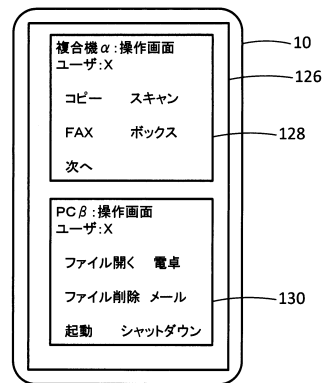 複合機α:操作画面
ユーザ:X
コピー スキャン
FAX ボックス
次へ
PCβ:操作画面
ユーザ:X
ファイル開く 電卓
ファイル削除 メール
起動 シャットダウン
10
126
128
130